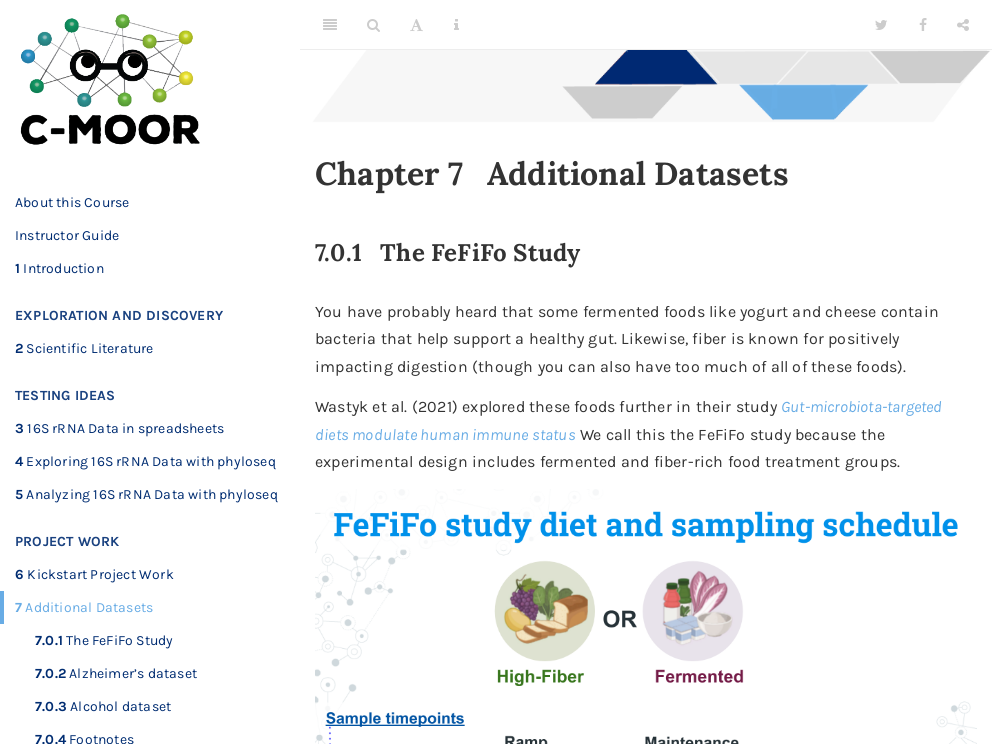 C-MOOR
About this Course
Instructor Guide
1 Introduction
EXPLORATION AND DISCOVERY
2 Scientific Literature
TESTING IDEAS
3 16S rRNA Data in spreadsheets
4 Exploring 16S rRNA Data with phyloseq
5 Analyzing 16S rRNA Data with phyloseq
PROJECT WORK
6 Kickstart Project Work
7 Additional Datasets
7.0.1 The FeFiFo Study
7.0.2 Alzheimer's dataset
7.0.3 Alcohol dataset
7.0.4 Footnotes
A
Chapter 7 Additional Datasets
7.0.1 The FeFiFo Study
You have probably heard that some fermented foods like yogurt and cheese contain
bacteria that help support a healthy gut. Likewise, fiber is known for positively
impacting digestion (though you can also have too much of all of these foods).
Wastyk et al. (2021) explored these foods further in their study Gut-microbiota-targeted
diets modulate human immune status We call this the FeFiFo study because the
experimental design includes fermented and fiber-rich food treatment groups.
FeFiFo study diet and sampling schedule
OR
High-Fiber Fermented
Sample timepoints
Ramp Maintenance